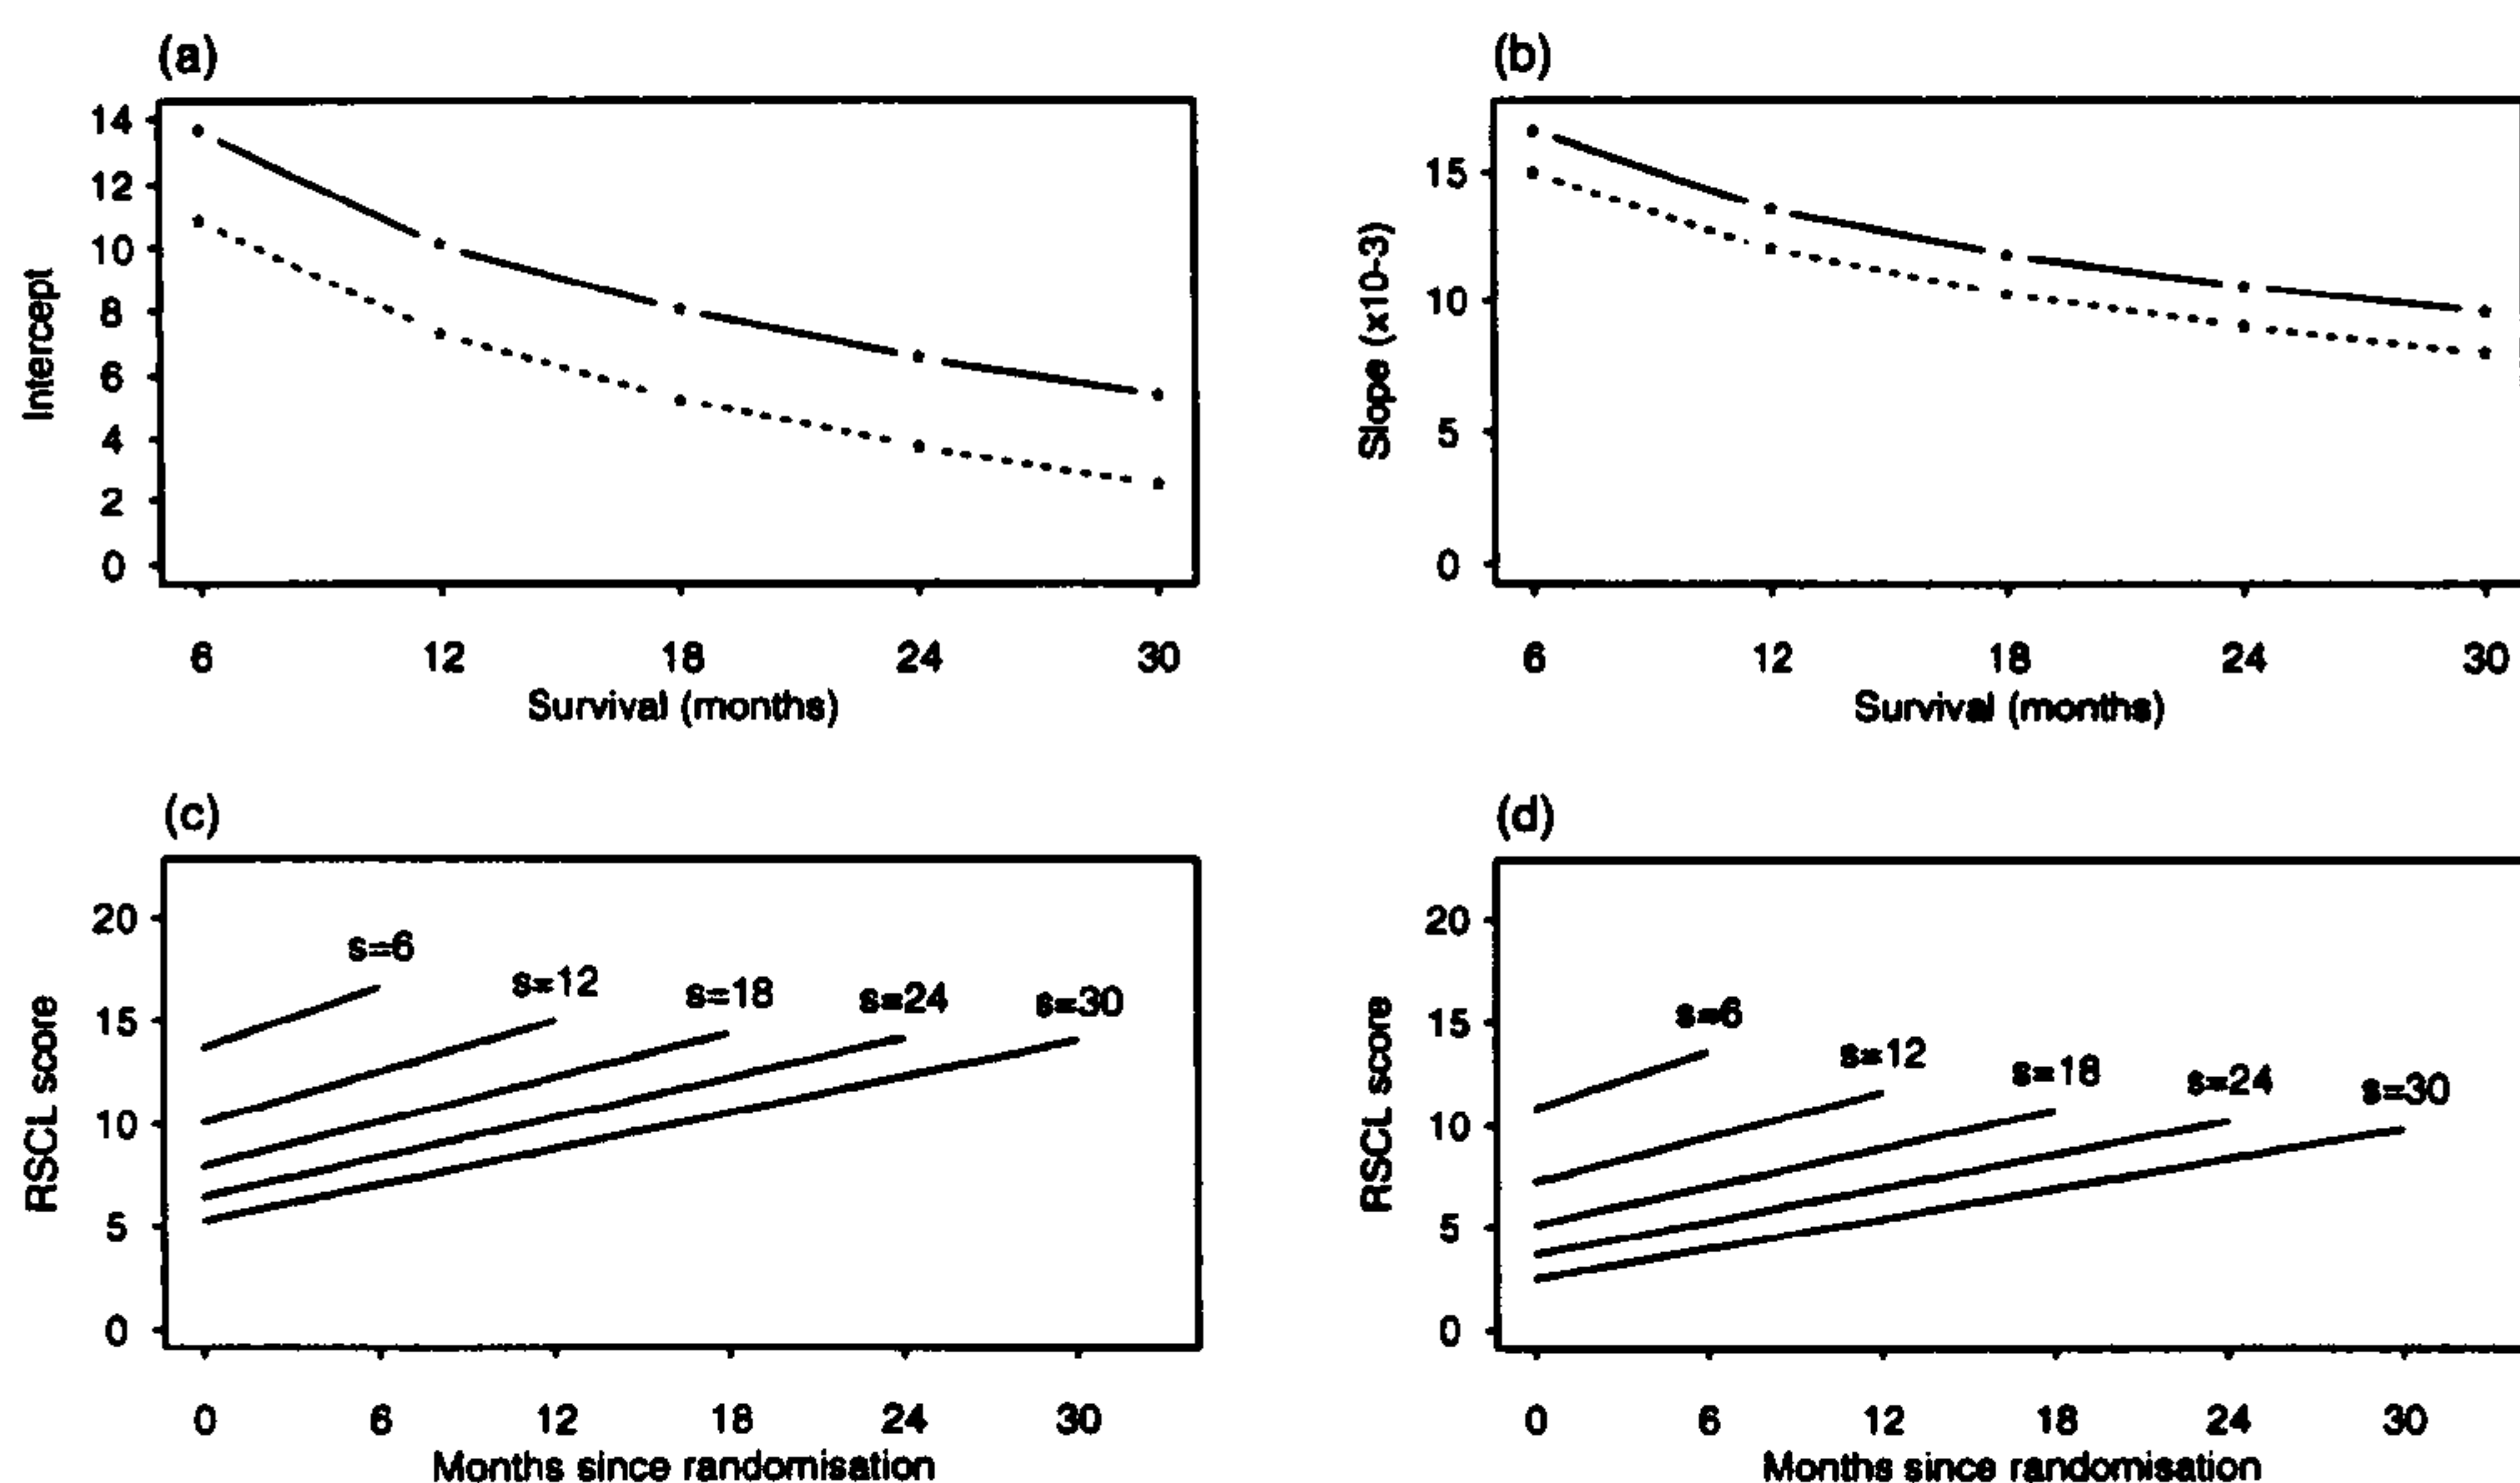 (a)
14
12
10
8
6
4
2
0
Intercept
6 12 18 24 30
Survival (months)
(b)
15
10
5
0
Slope (x10-3)
6 12 18 24 30
Survival (months)
(c)
20
15
10
5
0
RSCL score
s=6
s=12
s=18
s=24
s=30
0 6 12 18 24 30
Months since randomisation
(d)
20
15
10
5
0
RSCL score
s=6
s=12
s=18
s=24
s=30
0 6 12 18 24 30
Months since randomisation